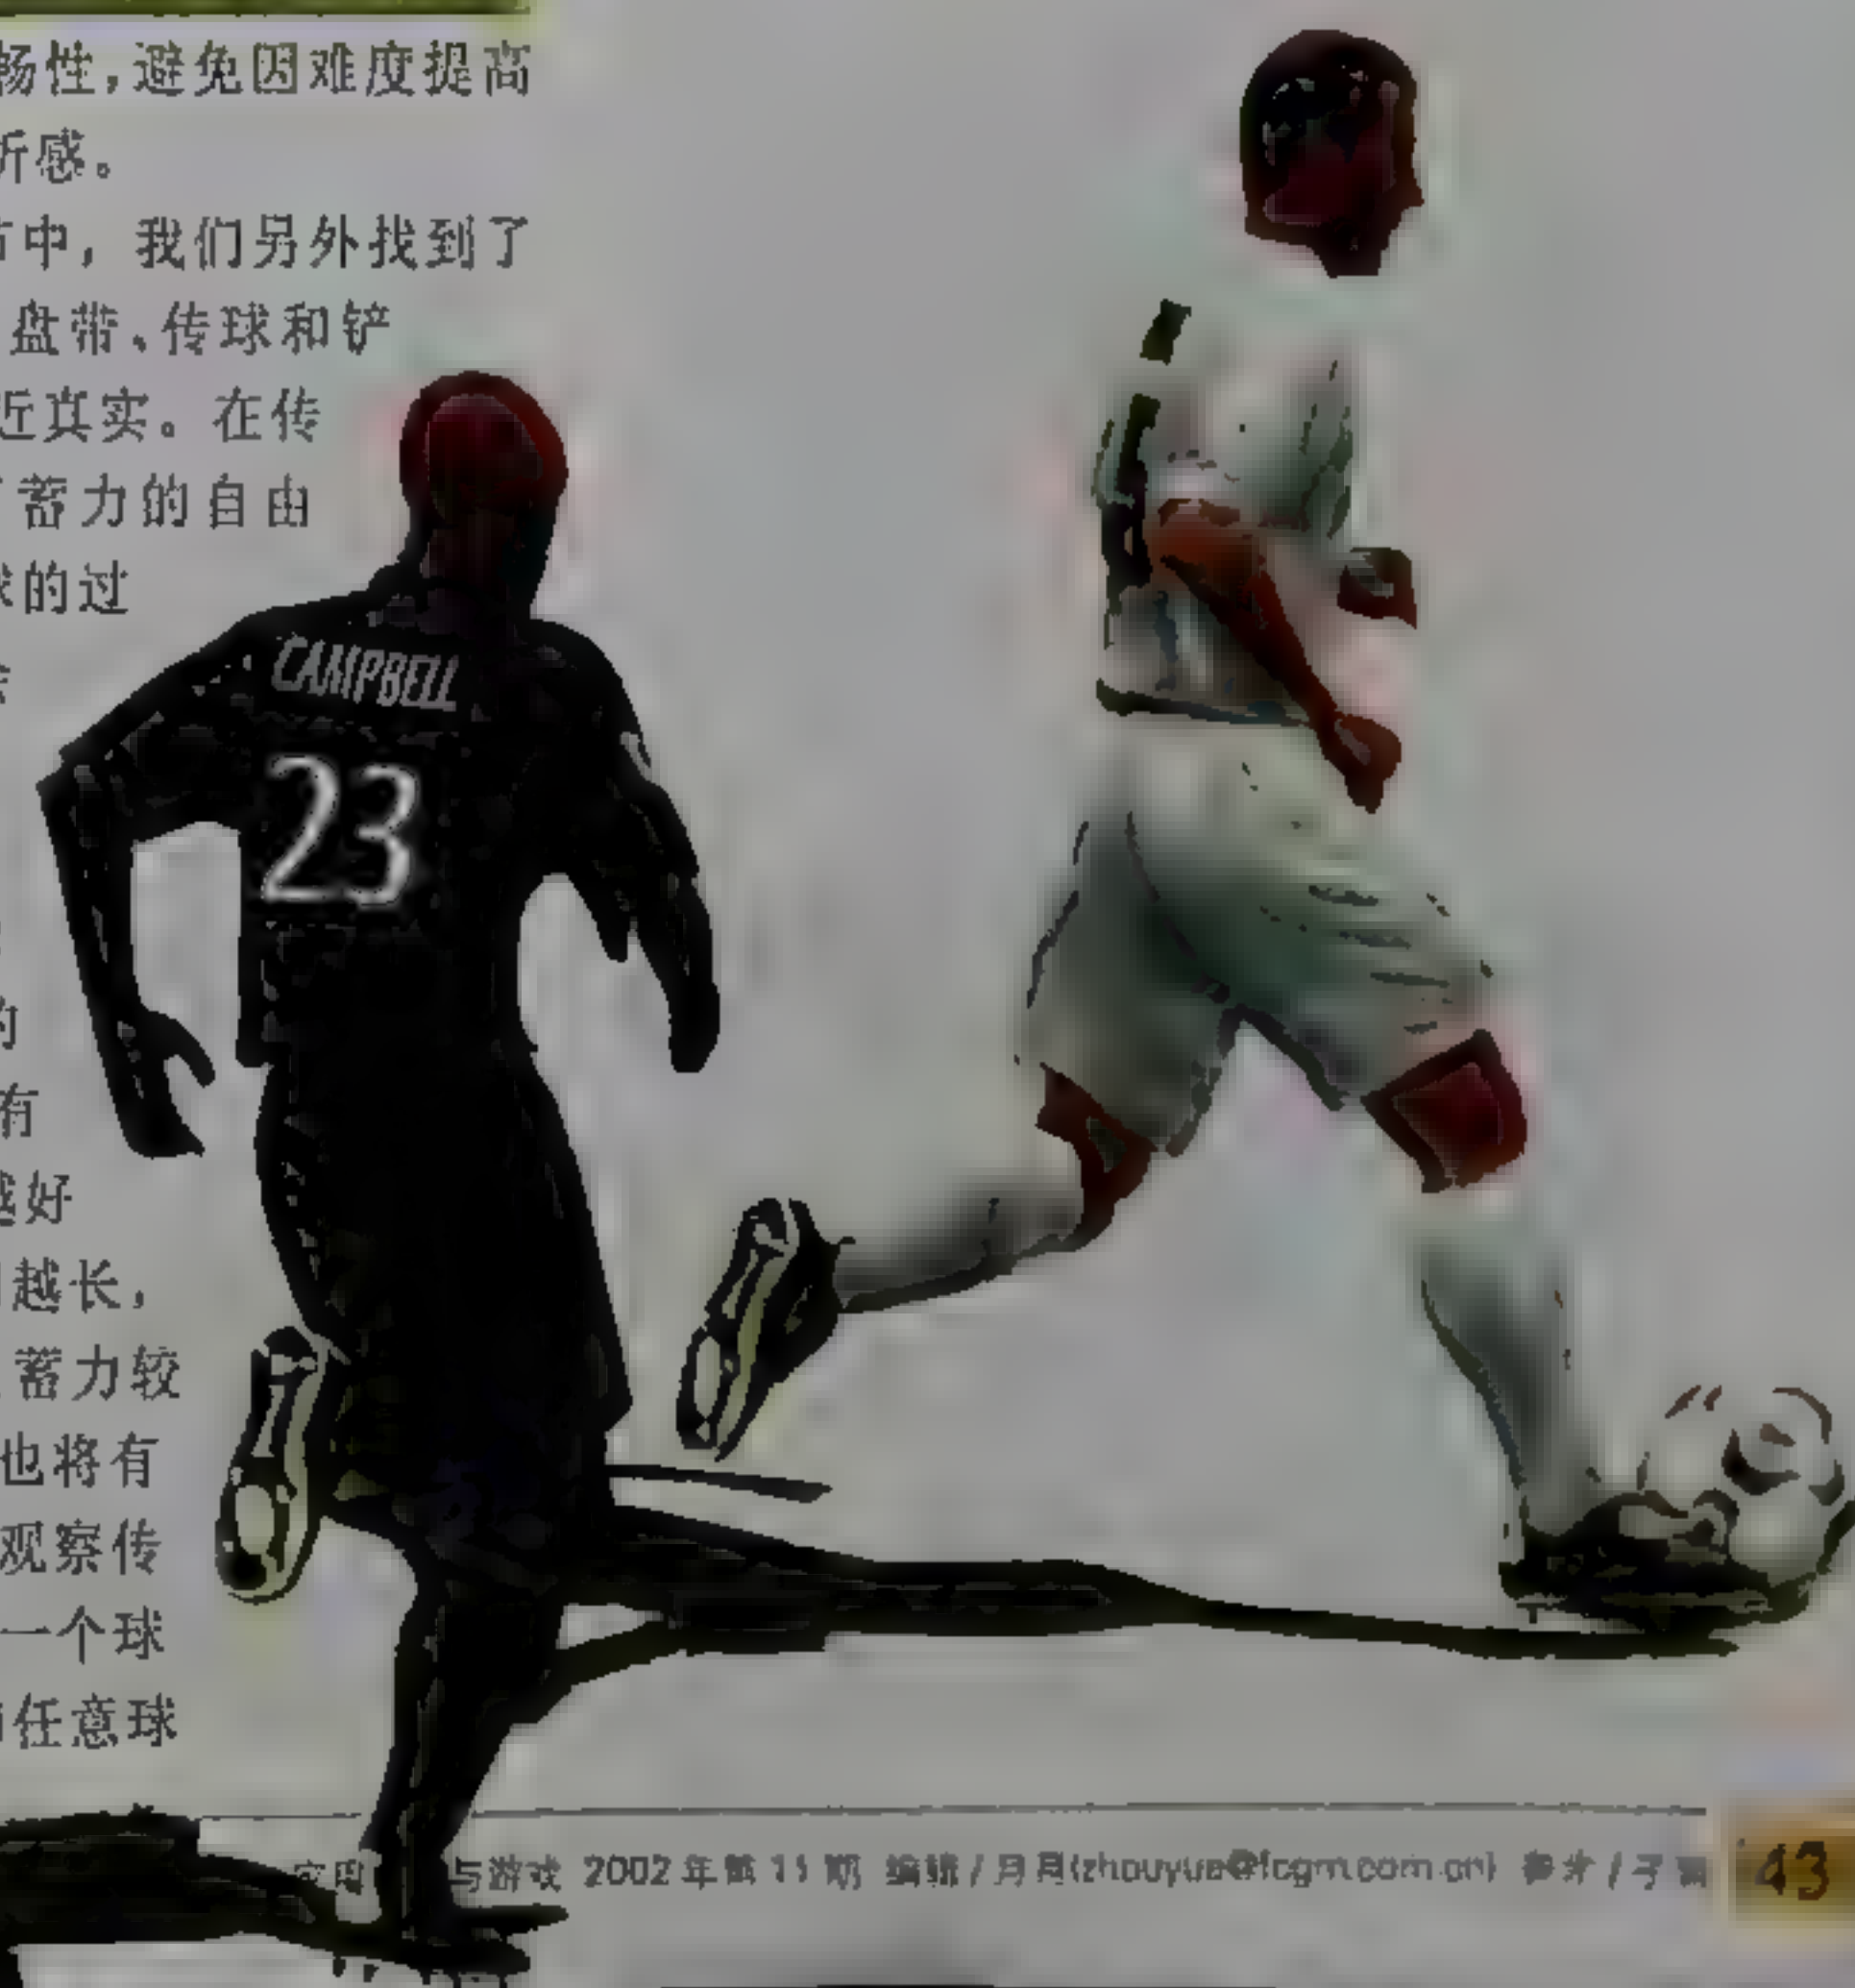 畅性，避免因难度提高
折感。
节中，我们另外找到了
盘带、传球和铲
近真实。在传
蓄力的自由
球的过
的
有
越好
越长，
蓄力较
也将有
观察传
一个球
任意球
CAMPBELL
23
与游戏 2002年第11期 编辑/月月(zhouyue@fcgm.com.cn)
43